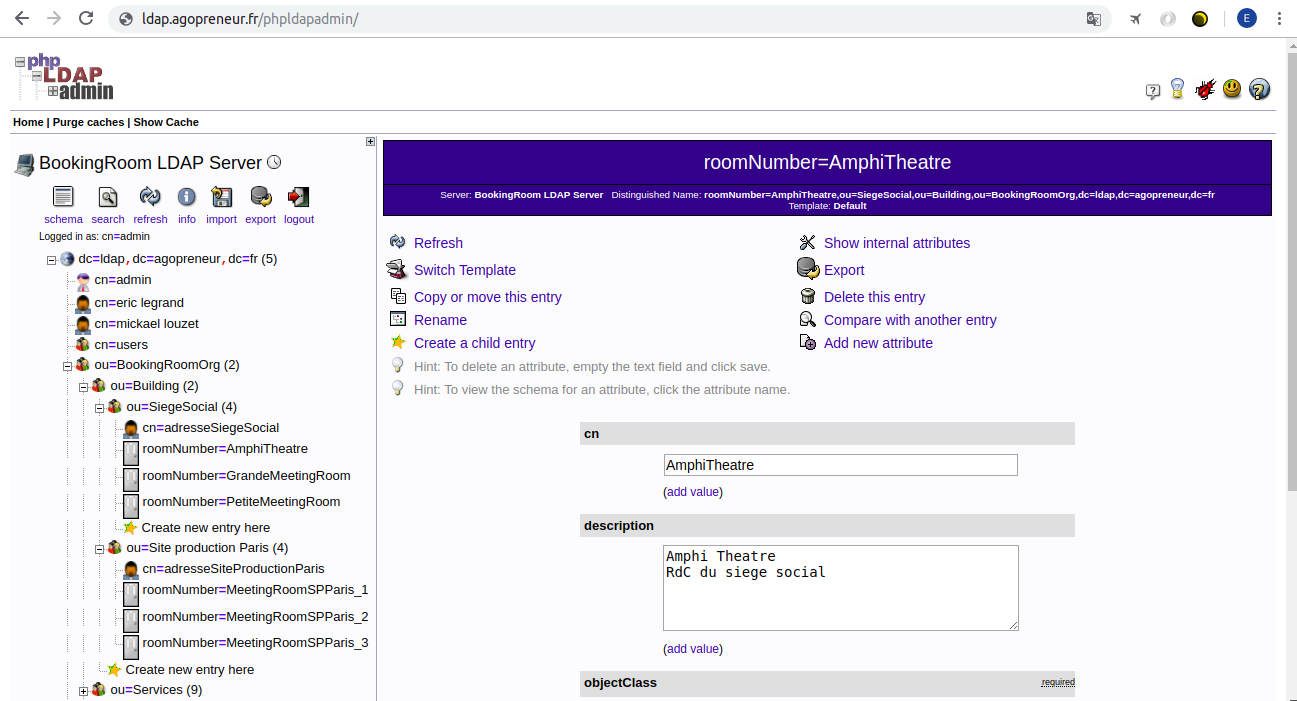 ldap.agopreneur.fr/phpldapadmin/
E
php
LDAP
admin
Home | Purge caches | Show Cache
BookingRoom LDAP Server
schema search refresh info import export logout
Logged in as: cn=admin
dc=ldap,dc=agopreneur,dc=fr (5)
cn=admin
cn=eric legrand
cn=mickael louzet
cn=users
ou=BookingRoomOrg (2)
ou=Building (2)
ou=SiegeSocial (4)
cn=adresseSiegeSocial
roomNumber=AmphiTheatre
roomNumber=GrandeMeetingRoom
roomNumber=PetiteMeetingRoom
Create new entry here
ou=Site production Paris (4)
cn=adresseSiteProductionParis
roomNumber=MeetingRoomSPParis_1
roomNumber=MeetingRoomSPParis_2
roomNumber=MeetingRoomSPParis_3
Create new entry here
ou=Services (9)
roomNumber=AmphiTheatre
Server: BookingRoom LDAP Server Distinguished Name: roomNumber=AmphiTheatre,ou=SiegeSocial,ou=Building,ou=BookingRoomOrg,dc=ldap,dc=agopreneur,dc=fr
Template: Default
Refresh
Show internal attributes
Switch Template
Export
Copy or move this entry
Delete this entry
Rename
Compare with another entry
Create a child entry
Add new attribute
Hint: To delete an attribute, empty the text field and click save.
Hint: To view the schema for an attribute, click the attribute name.
cn
AmphiTheatre
(add value)
description
Amphi Theatre
RdC du siege social
(add value)
objectClass required